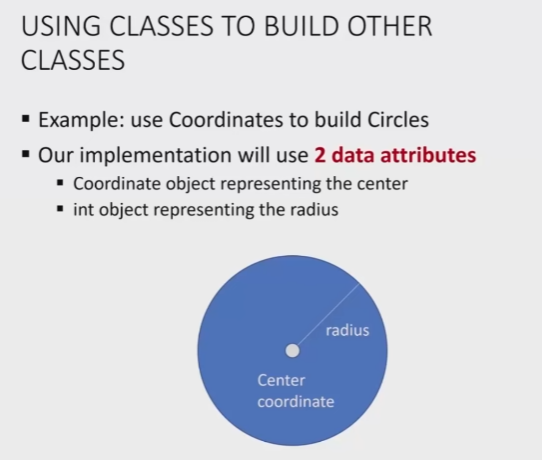 USING CLASSES TO BUILD OTHER
CLASSES
▪ Example: use Coordinates to build Circles
▪ Our implementation will use 2 data attributes
▪ Coordinate object representing the center
▪ int object representing the radius
radius
Center
coordinate